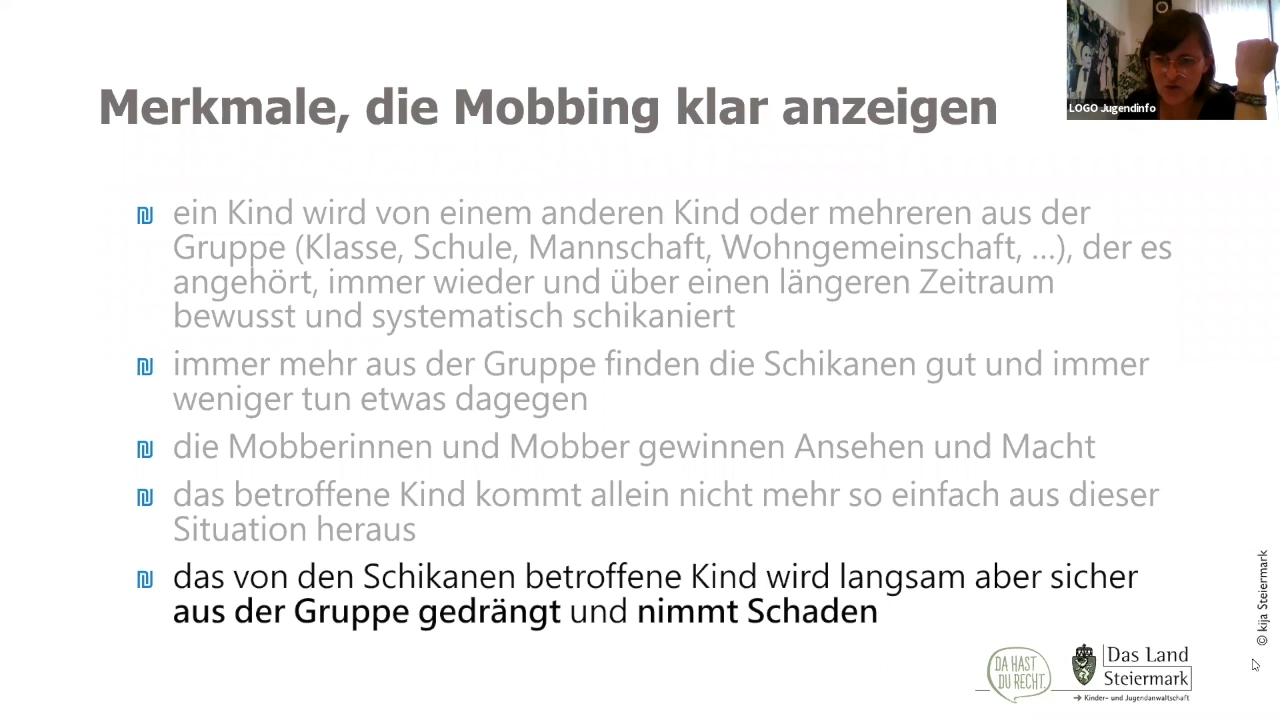 LOGO Jugendinfo
Merkmale, die Mobbing klar anzeigen
₪ ein Kind wird von einem anderen Kind oder mehreren aus der
Gruppe (Klasse, Schule, Mannschaft, Wohngemeinschaft, ...), der es
angehört, immer wieder und über einen längeren Zeitraum
bewusst und systematisch schikaniert
₪ immer mehr aus der Gruppe finden die Schikanen gut und immer
weniger tun etwas dagegen
₪ die Mobberinnen und Mobber gewinnen Ansehen und Macht
₪ das betroffene Kind kommt allein nicht mehr so einfach aus dieser
Situation heraus
₪ das von den Schikanen betroffene Kind wird langsam aber sicher
aus der Gruppe gedrängt und nimmt Schaden
© kija Steiermark
DA HAST
DU RECHT.
Das Land
Steiermark
→ Kinder- und Jugendanwaltschaft